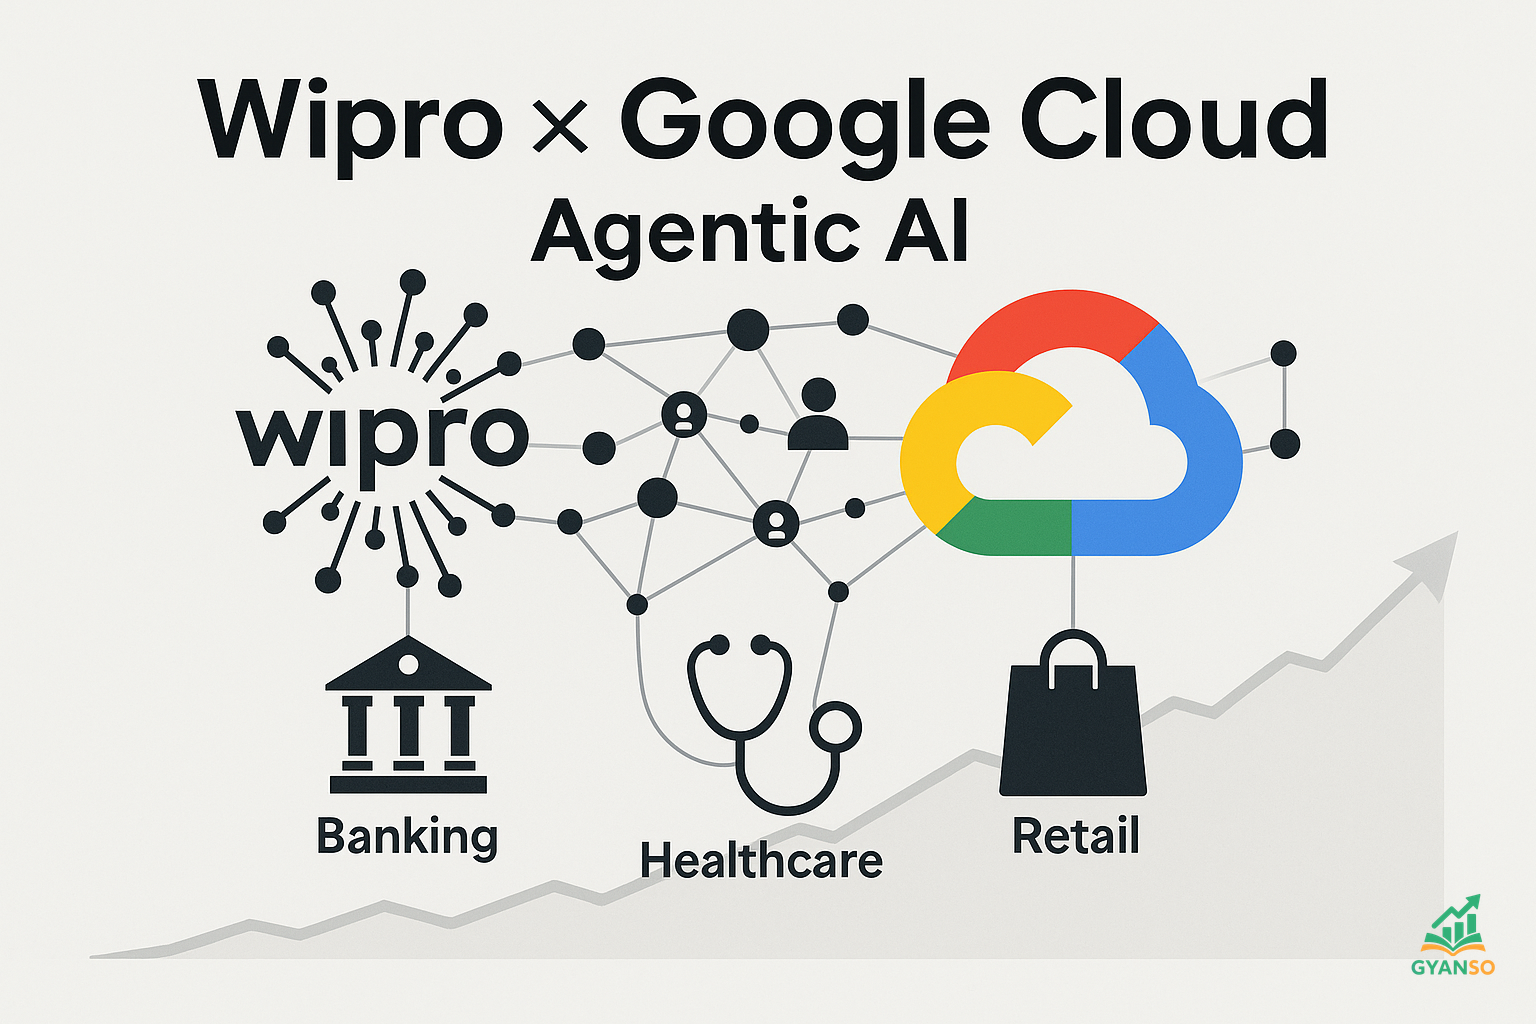 Wipro × Google Cloud
Agentic AI
wipro
Banking
Healthcare
Retail
GYANSO